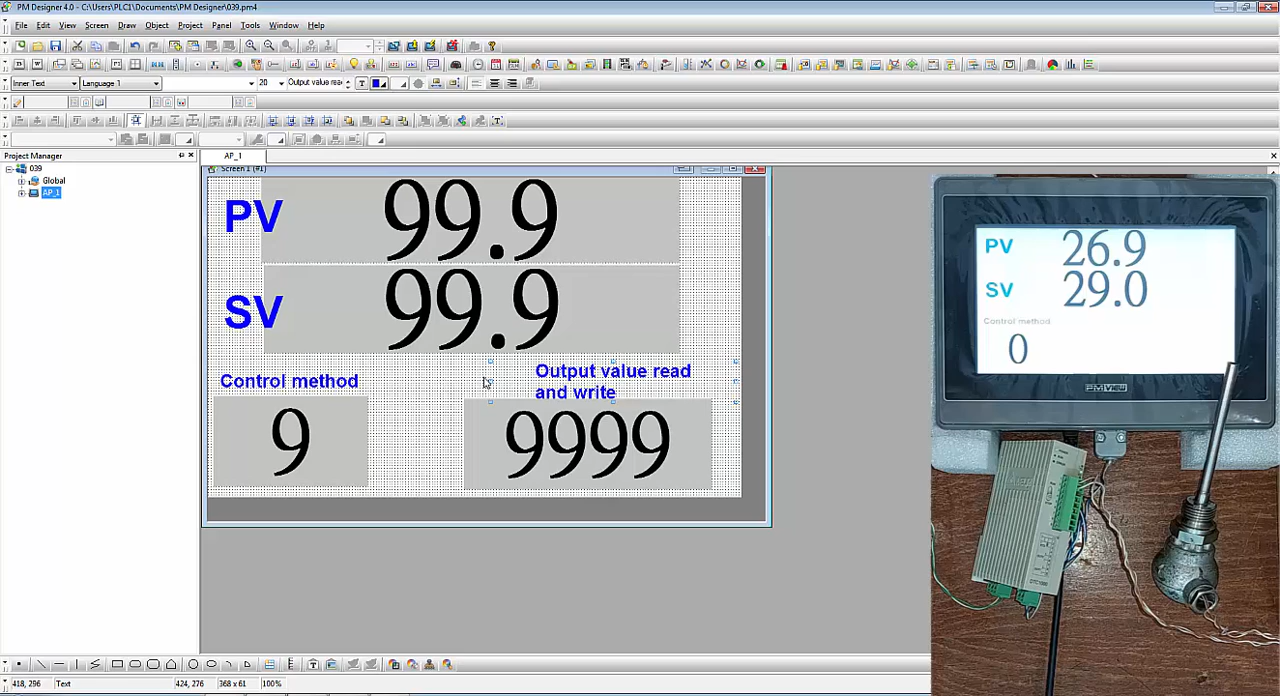 PM Designer 4.0 - C:\Users\PLC1\Documents\PM Designer\039.pm4
File Edit View Screen Draw Object Project Panel Tools Window Help
Inner Text Language 1 20 Output value rea
Project Manager
AP_1
039
Global
AP_1
Screen 1 (#1)
PV 99.9
SV 99.9
Control method
Output value read
and write
9
9999
PV 26.9
SV 29.0
Control method
0
PMVIEW
418, 296 Text 424, 276 368 x 61 100%